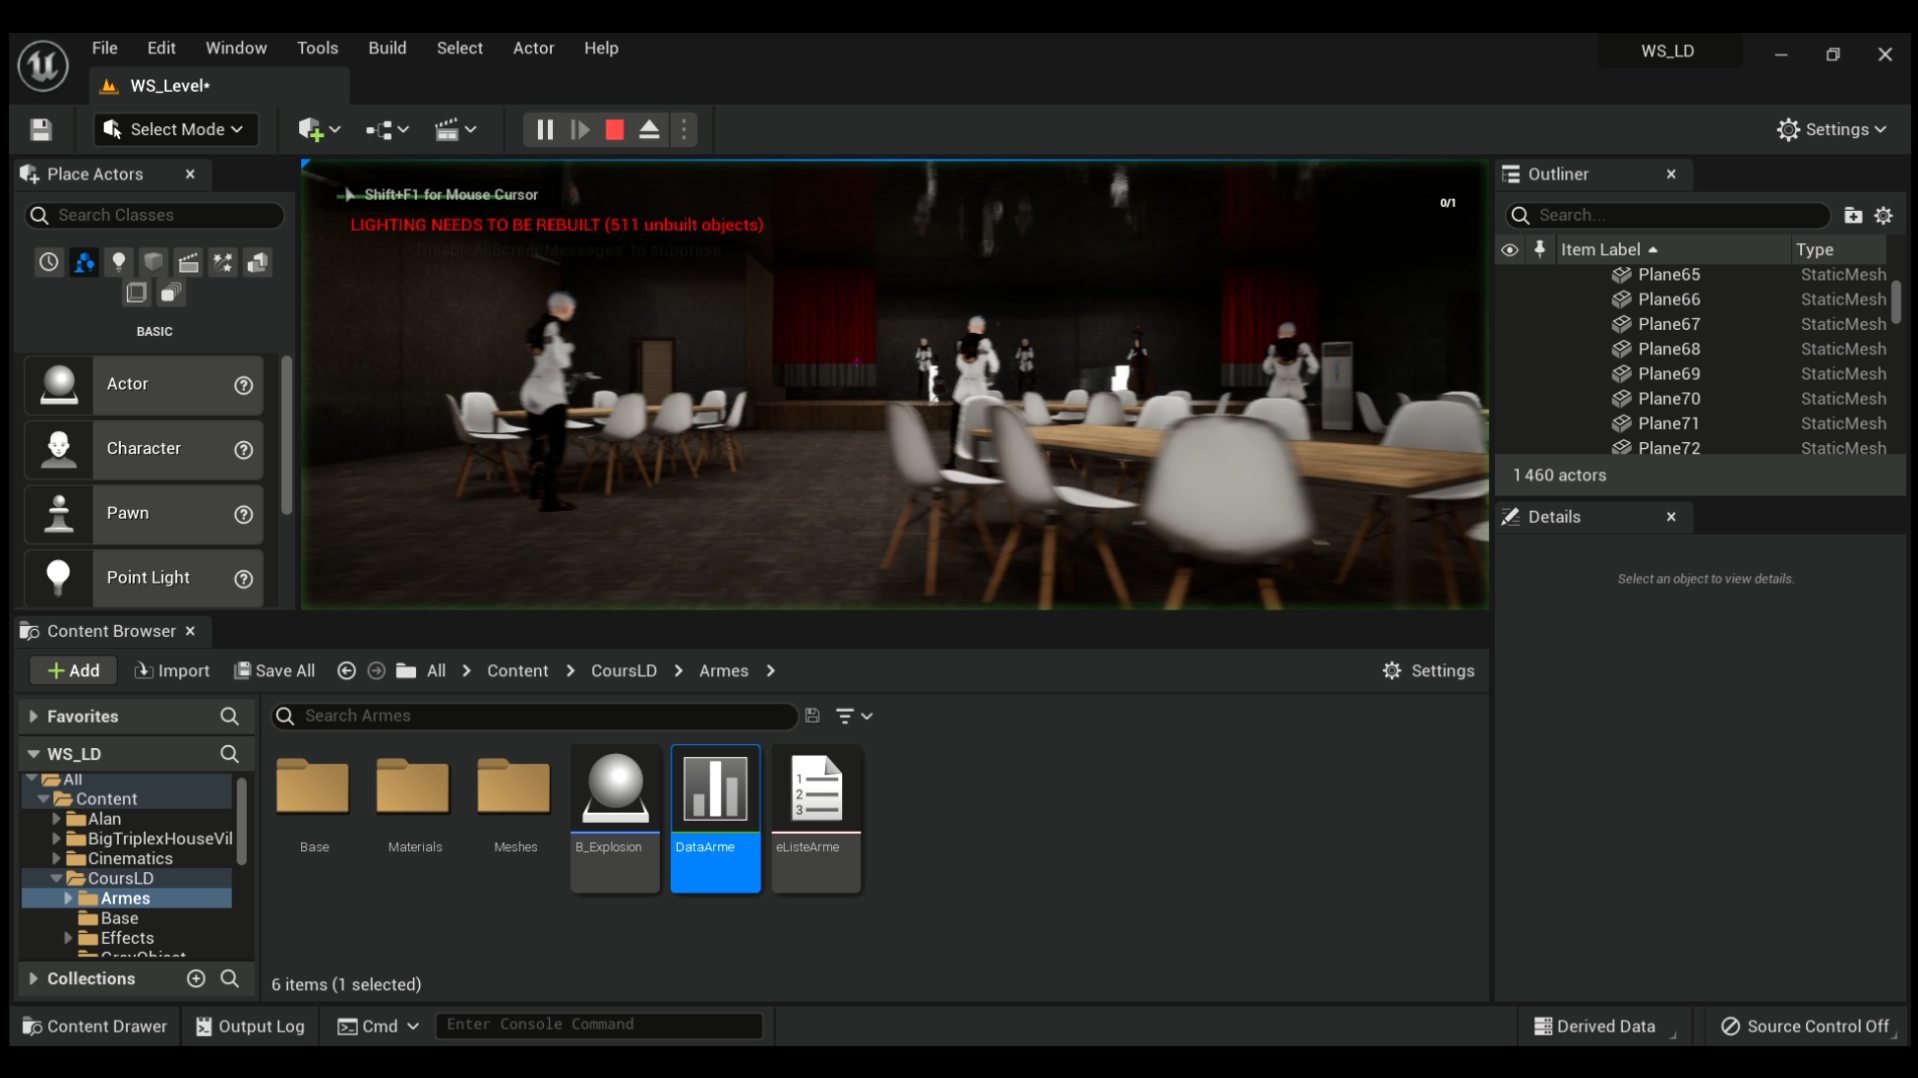 File Edit Window Tools Build Select Actor Help
WS_LD
WS_Level•
Select Mode
Settings
Place Actors
Search Classes
BASIC
Actor
Character
Pawn
Point Light
Shift+F1 for Mouse Cursor
LIGHTING NEEDS TO BE REBUILT (511 unbuilt objects)
'DisableAllScreenMessages' to suppress
0/1
Outliner
Search...
Item Label Type
Plane65 StaticMesh
Plane66 StaticMesh
Plane67 StaticMesh
Plane68 StaticMesh
Plane69 StaticMesh
Plane70 StaticMesh
Plane71 StaticMesh
Plane72 StaticMesh
1 460 actors
Details
Select an object to view details.
Content Browser
Add Import Save All All Content CoursLD Armes
Settings
Favorites
WS_LD
All
Content
Alan
BigTriplexHouseVil
Cinematics
CoursLD
Armes
Base
Effects
Collections
Search Armes
1
2
3
Base Materials Meshes B_Explosion DataArme eListeArme
6 items (1 selected)
Content Drawer Output Log Cmd Enter Console Command
Derived Data Source Control Off